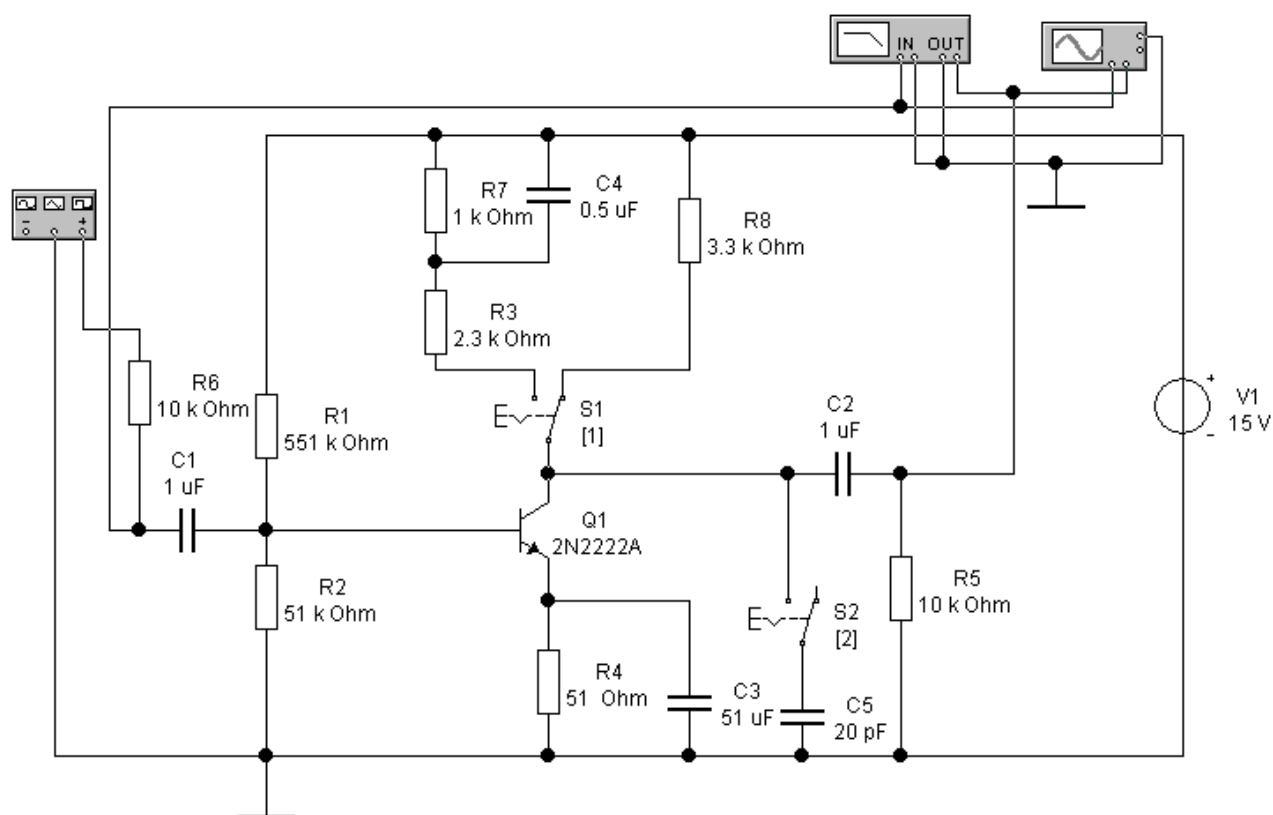 IN OUT
R7
1 k Ohm
C4
0.5 uF
R8
3.3 k Ohm
- +
R3
2.3 k Ohm
R6
10 k Ohm
R1
551 k Ohm
S1
[1]
C2
1 uF
+
V1
15 V
-
C1
1 uF
Q1
2N2222A
R2
51 k Ohm
R5
10 k Ohm
S2
[2]
R4
51 Ohm
C3
51 uF
C5
20 pF